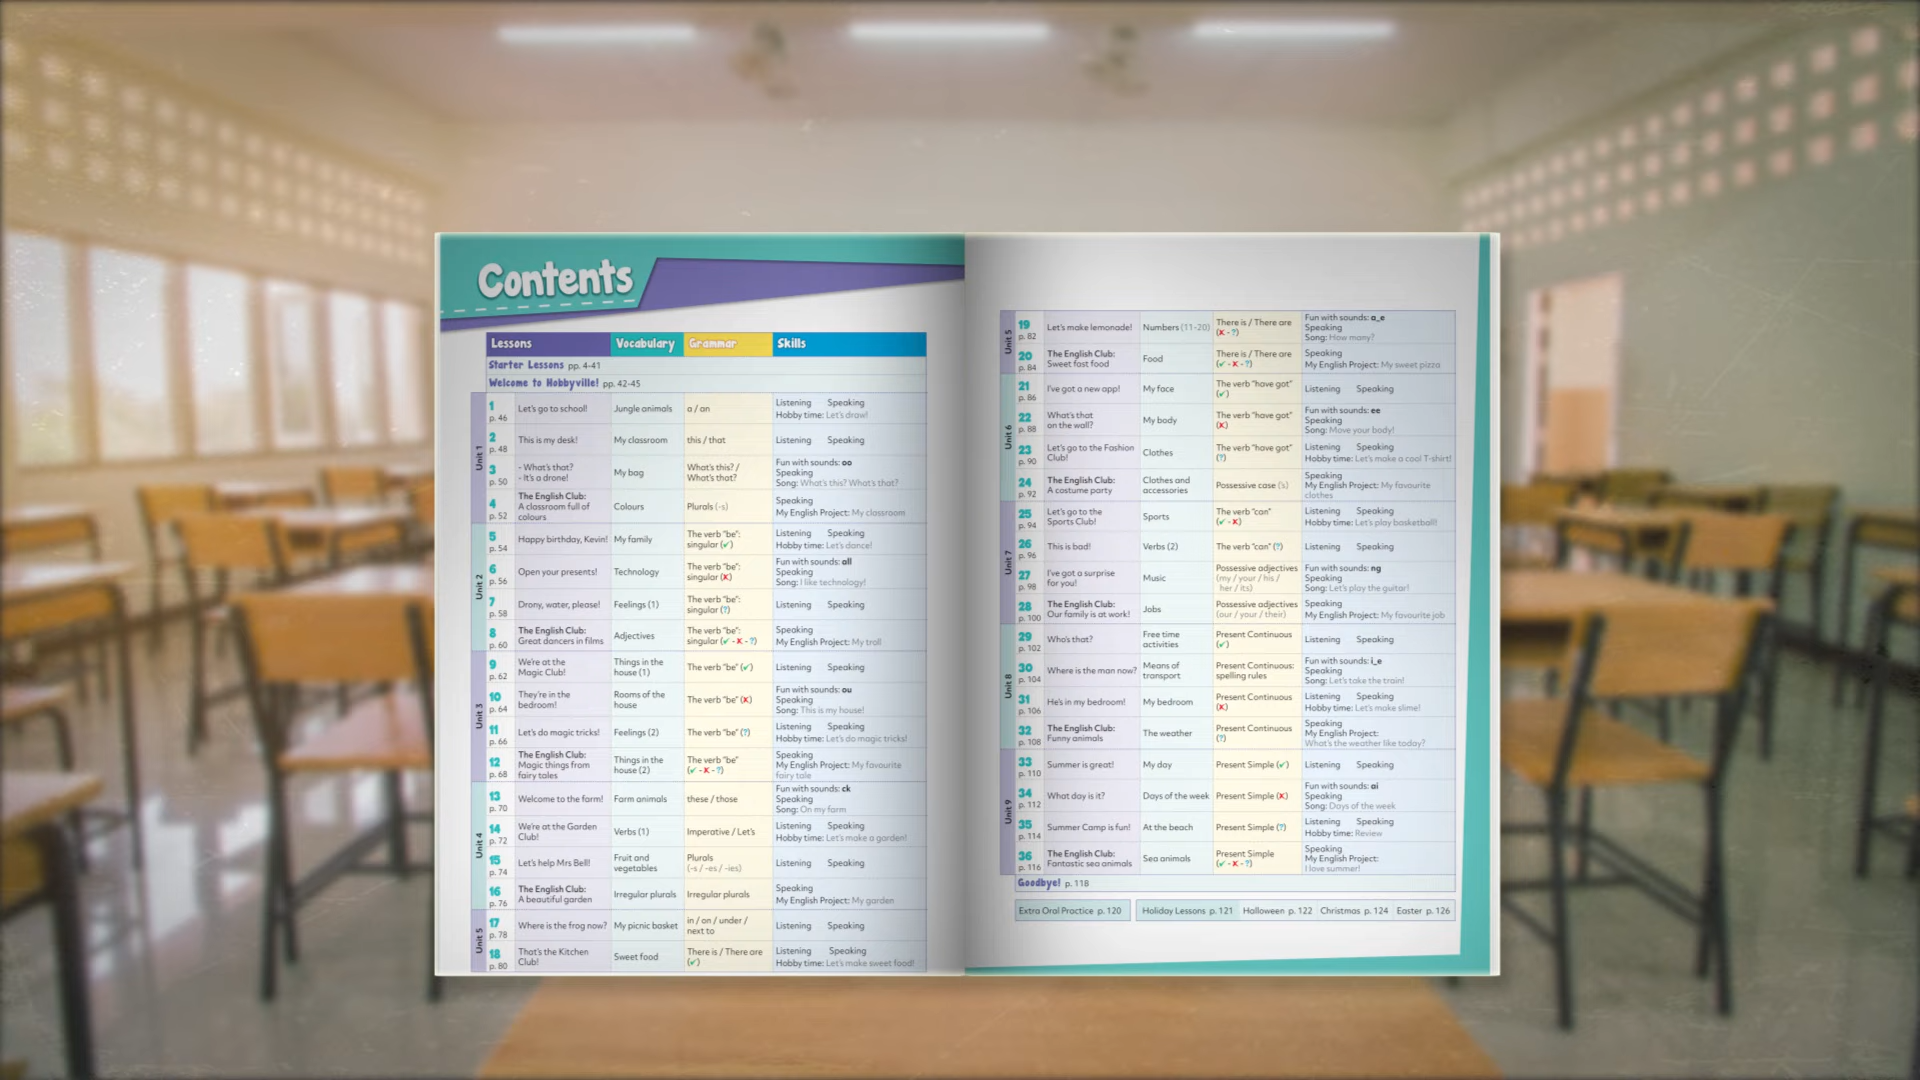 Contents
Lessons Vocabulary Grammar Skills
Starter Lessons pp. 4-41
Welcome to Hobbyville! pp. 42-45
Unit 1
1 p. 46 Let's go to school! Jungle animals a / an Listening Speaking
Hobby time: Let's draw!
2 p. 48 This is my desk! My classroom this / that Listening Speaking
3 p. 50 - What's that? My bag What's this? / Fun with sounds: oo
- It's a drone! What's that? Speaking
Song: What's this? What's that?
4 p. 52 The English Club: Colours Plurals (-s) Speaking
A classroom full of My English Project: My classroom
colours
Unit 2
5 p. 54 Happy birthday, Kevin! My family The verb "be": Listening Speaking
singular (✓) Hobby time: Let's dance!
6 p. 56 Open your presents! Technology The verb "be": Fun with sounds: all
singular (✗) Speaking
Song: I like technology!
7 p. 58 Drony, water, please! Feelings (1) The verb "be": Listening Speaking
singular (?)
8 p. 60 The English Club: Adjectives The verb "be": Speaking
Great dancers in films singular (✓ - ✗ - ?) My English Project: My troll
Unit 3
9 p. 62 We're at the Things in the The verb "be" (✓) Listening Speaking
Magic Club! house (1)
10 p. 64 They're in the Rooms of the The verb "be" (✗) Fun with sounds: ou
bedroom! house Speaking
Song: This is my house!
11 p. 66 Let's do magic tricks! Feelings (2) The verb "be" (?) Listening Speaking
Hobby time: Let's do magic tricks!
12 p. 68 The English Club: Things in the The verb "be" Speaking
Magic things from house (2) (✓ - ✗ - ?) My English Project: My favourite
fairy tales fairy tale
Unit 4
13 p. 70 Welcome to the farm! Farm animals these / those Fun with sounds: ck
Speaking
Song: On my farm
14 p. 72 We're at the Garden Verbs (1) Imperative / Let's Listening Speaking
Club! Hobby time: Let's make a garden!
15 p. 74 Let's help Mrs Bell! Fruit and Plurals Listening Speaking
vegetables (-s / -es / -ies)
16 p. 76 The English Club: Irregular plurals Irregular plurals Speaking
A beautiful garden My English Project: My garden
Unit 5
17 p. 78 Where is the frog now? My picnic basket in / on / under / Listening Speaking
next to
18 p. 80 That's the Kitchen Sweet food There is / There are Listening Speaking
Club! (✓) Hobby time: Let's make sweet food!
Unit 5
19 p. 82 Let's make lemonade! Numbers (11-20) There is / There are Fun with sounds: a_e
(✗ - ?) Speaking
Song: How many?
20 p. 84 The English Club: Food There is / There are Speaking
Sweet fast food (✓ - ✗ - ?) My English Project: My sweet pizza
Unit 6
21 p. 86 I've got a new app! My face The verb "have got" Listening Speaking
(✓)
22 p. 88 What's that My body The verb "have got" Fun with sounds: ee
on the wall? (✗) Speaking
Song: Move your body!
23 p. 90 Let's go to the Fashion Clothes The verb "have got" Listening Speaking
Club! (?) Hobby time: Let's make a cool T-shirt!
24 p. 92 The English Club: Clothes and Possessive case ('s) Speaking
A costume party accessories My English Project: My favourite
clothes
Unit 7
25 p. 94 Let's go to the Sports The verb "can" Listening Speaking
Sports Club! (✓ - ✗) Hobby time: Let's play basketball!
26 p. 96 This is bad! Verbs (2) The verb "can" (?) Listening Speaking
27 p. 98 I've got a surprise Music Possessive adjectives Fun with sounds: ng
for you! (my / your / his / Speaking
her / its) Song: Let's play the guitar!
28 p. 100 The English Club: Jobs Possessive adjectives Speaking
Our family is at work! (our / your / their) My English Project: My favourite job
Unit 8
29 p. 102 Who's that? Free time Present Continuous Listening Speaking
activities (✓)
30 p. 104 Where is the man now? Means of Present Continuous: Fun with sounds: i_e
transport spelling rules Speaking
Song: Let's take the train!
31 p. 106 He's in my bedroom! My bedroom Present Continuous Listening Speaking
(✗) Hobby time: Let's make slime!
32 p. 108 The English Club: The weather Present Continuous Speaking
Funny animals (?) My English Project:
What's the weather like today?
Unit 9
33 p. 110 Summer is great! My day Present Simple (✓) Listening Speaking
34 p. 112 What day is it? Days of the week Present Simple (✗) Fun with sounds: ai
Speaking
Song: Days of the week
35 p. 114 Summer Camp is fun! At the beach Present Simple (?) Listening Speaking
Hobby time: Review
36 p. 116 The English Club: Sea animals Present Simple Speaking
Fantastic sea animals (✓ - ✗ - ?) My English Project:
I love summer!
Goodbye! p. 118
Extra Oral Practice p. 120 Holiday Lessons p. 121 Halloween p. 122 Christmas p. 124 Easter p. 126